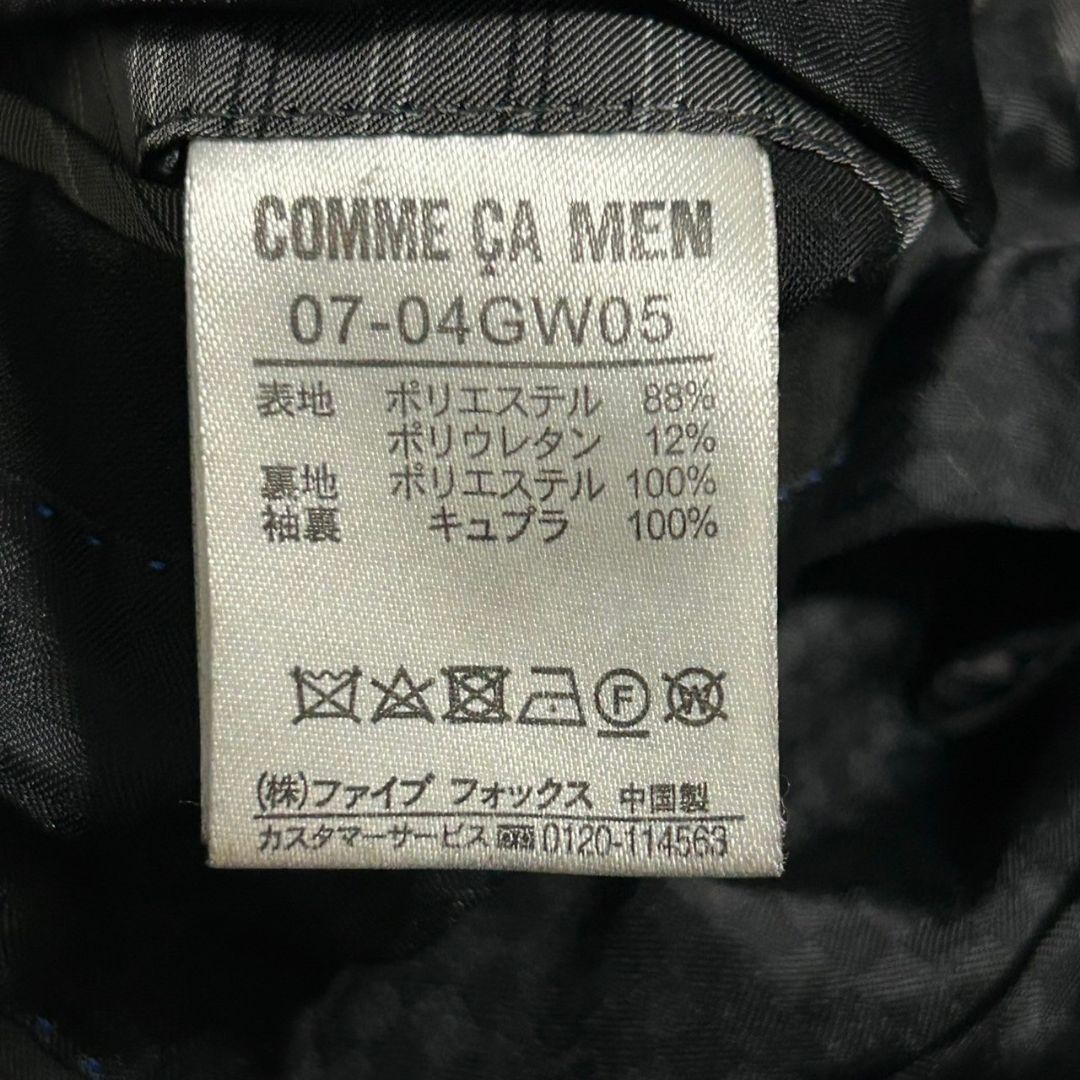 COMME ÇA MEN
07-04GW05
表地 ポリエステル 88%
ポリウレタン 12%
裏地 ポリエステル 100%
袖裏 キュプラ 100%
F W
(株)ファイブ フォックス 中国製
カスタマーサービス 0120-114563